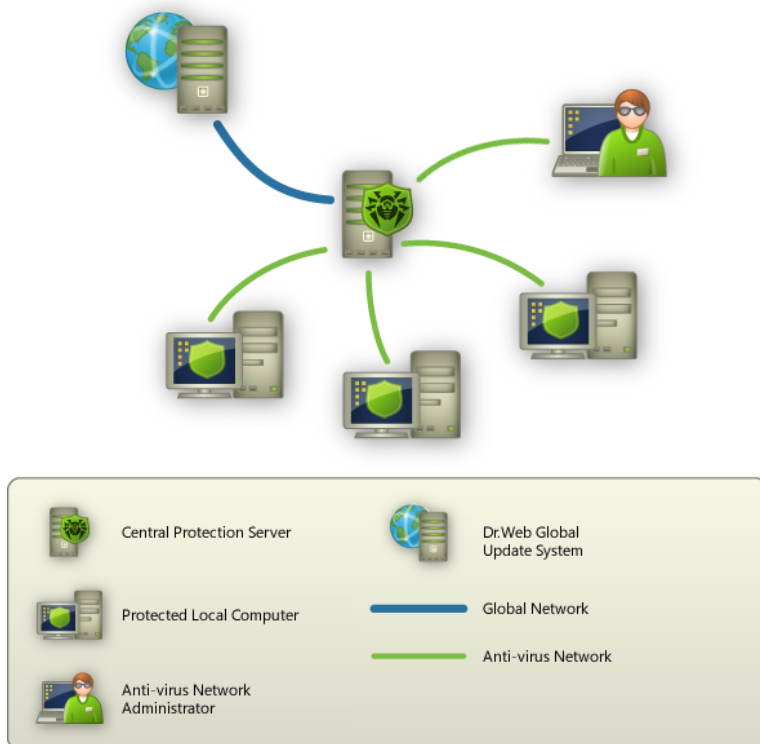 Central Protection Server
Dr.Web Global
Update System
Protected Local Computer
Global Network
Anti-virus Network
Anti-virus Network
Administrator